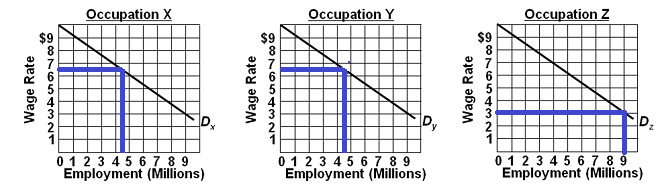 Occupation X
Wage Rate
$9
8
7
6
5
4
3
2
1
0 1 2 3 4 5 6 7 8 9
Employment (Millions)
Dx
Occupation Y
Wage Rate
$9
8
7
6
5
4
3
2
1
0 1 2 3 4 5 6 7 8 9
Employment (Millions)
Dy
Occupation Z
Wage Rate
$9
8
7
6
5
4
3
2
1
0 1 2 3 4 5 6 7 8 9
Employment (Millions)
Dz